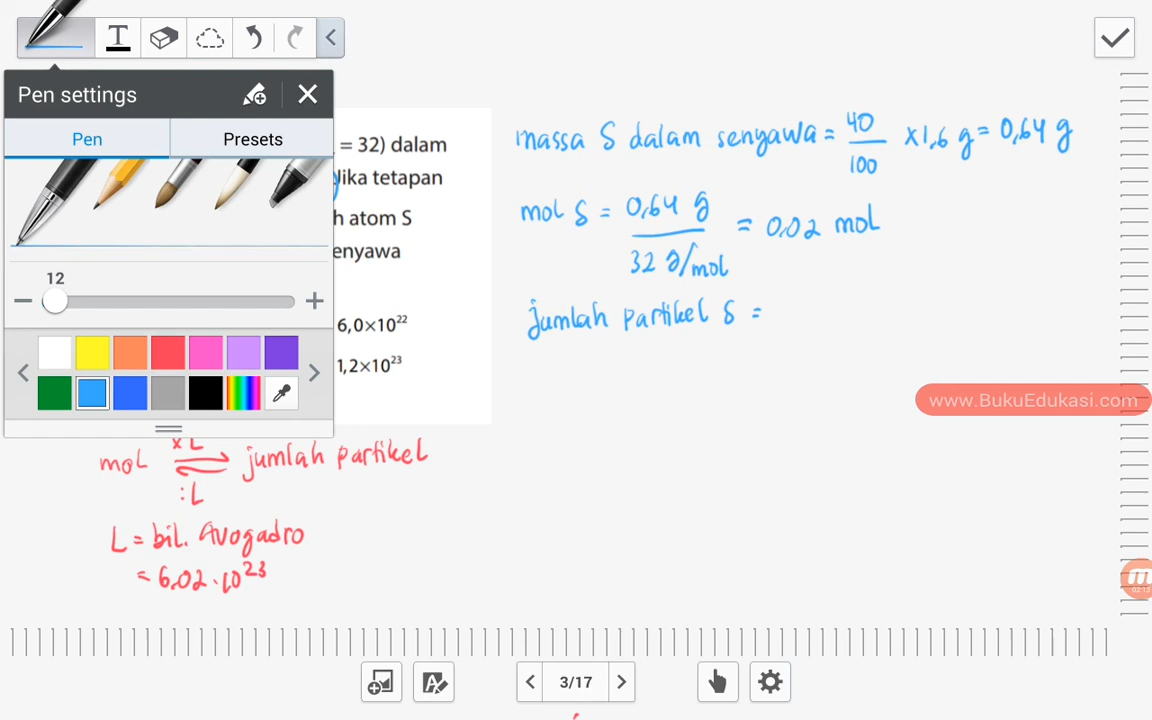 T
Pen settings
Pen
Presets
12
= 32) dalam
Jika tetapan
h atom S
enyawa
6,0×10²²
1,2×10²³
massa S dalam senyawa = 40/100 × 1,6 g = 0,64 g
mol S = 0,64 g / 32 g/mol = 0,02 mol
jumlah partikel S =
www.BukuEdukasi.com
×L
mol ⇌ jumlah partikel
:L
L = bil. Avogadro
= 6,02 · 10²³
02:13
3/17